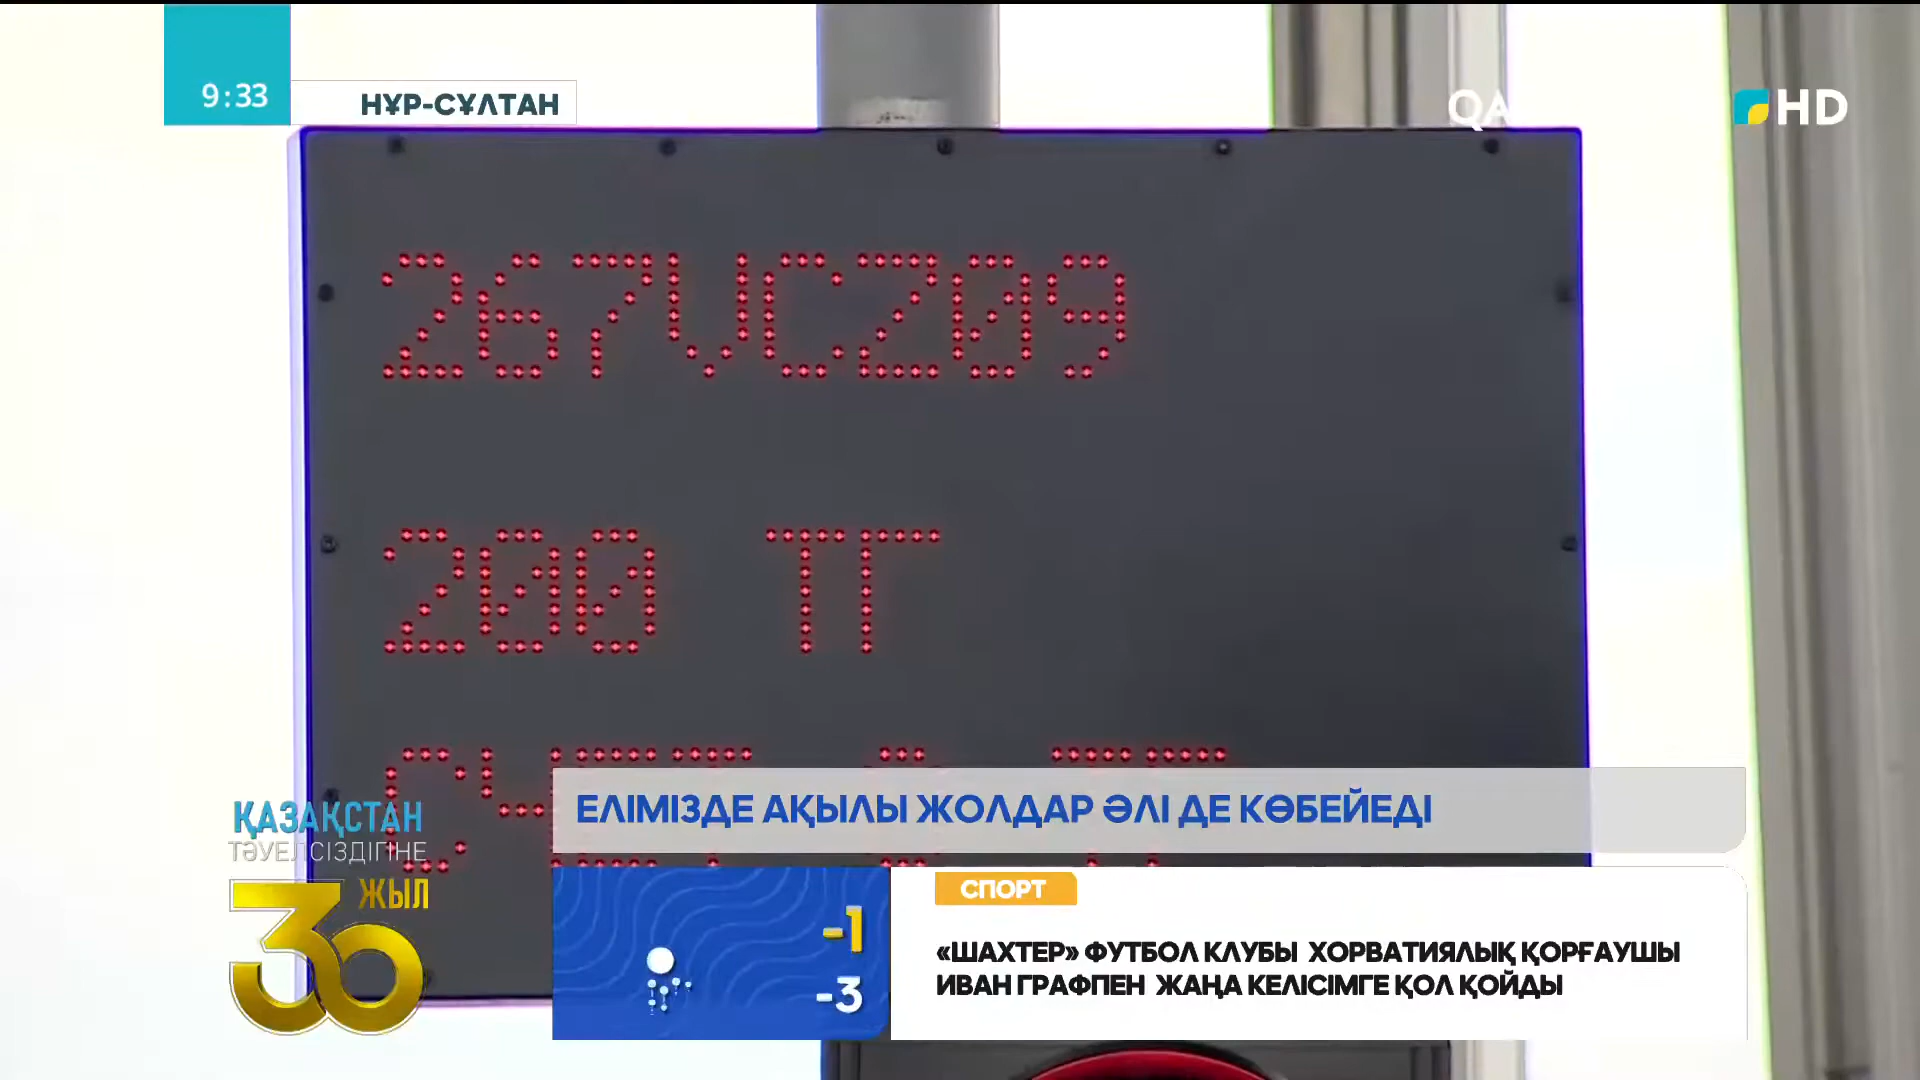 9:33
НҰР-СҰЛТАН
QA
HD
267VCZ09
200 ТГ
ЕЛІМІЗДЕ АҚЫЛЫ ЖОЛДАР ӘЛІ ДЕ КӨБЕЙЕДІ
ҚАЗАҚСТАН
ТӘУЕЛСІЗДІГІНЕ
30 ЖЫЛ
-1
-3
СПОРТ
«ШАХТЕР» ФУТБОЛ КЛУБЫ ХОРВАТИЯЛЫҚ ҚОРҒАУШЫ
ИВАН ГРАФПЕН ЖАҢА КЕЛІСІМГЕ ҚОЛ ҚОЙДЫ